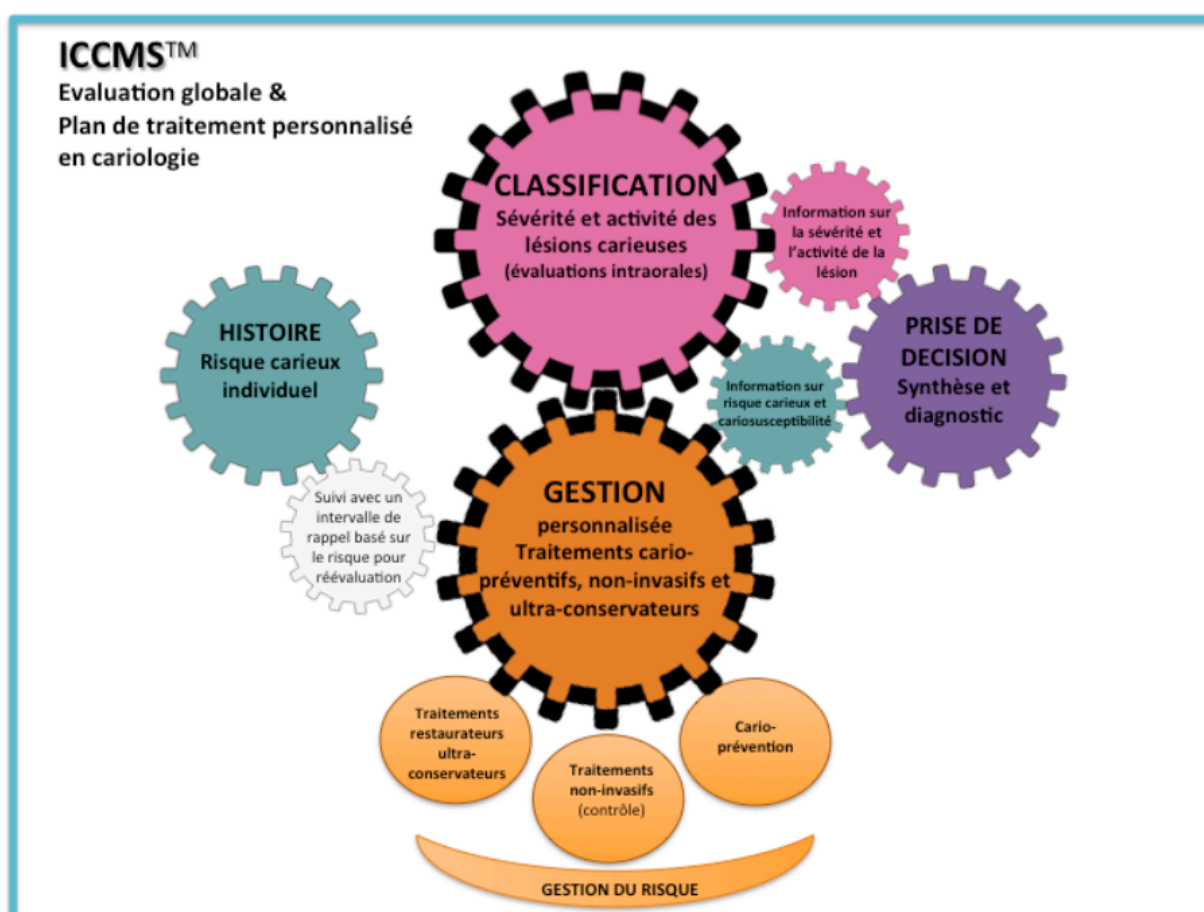 ICCMS™
Evaluation globale &
Plan de traitement personnalisé
en cariologie
CLASSIFICATION
Sévérité et activité des
lésions carieuses
(évaluations intraorales)
Information sur
la sévérité et
l'activité de la
lésion
HISTOIRE
Risque carieux
individuel
PRISE DE
DECISION
Synthèse et
diagnostic
Information sur
risque carieux et
cariosusceptibilité
Suivi avec un
intervalle de
rappel basé sur
le risque pour
réévaluation
GESTION
personnalisée
Traitements cario-
préventifs, non-invasifs et
ultra-conservateurs
Traitements
restaurateurs
ultra-
conservateurs
Traitements
non-invasifs
(contrôle)
Cario-
prévention
GESTION DU RISQUE